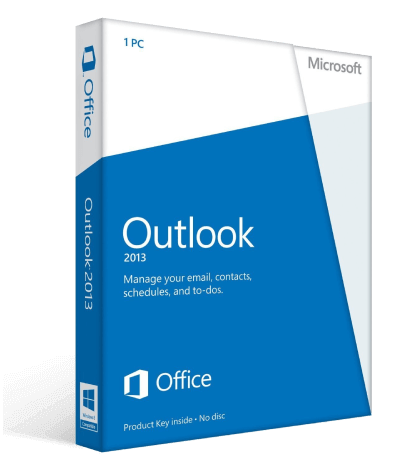 1 PC
Microsoft
Outlook
2013
Manage your email, contacts,
schedules, and to-dos.
Office
Product Key inside • No disc
Office
Outlook 2013